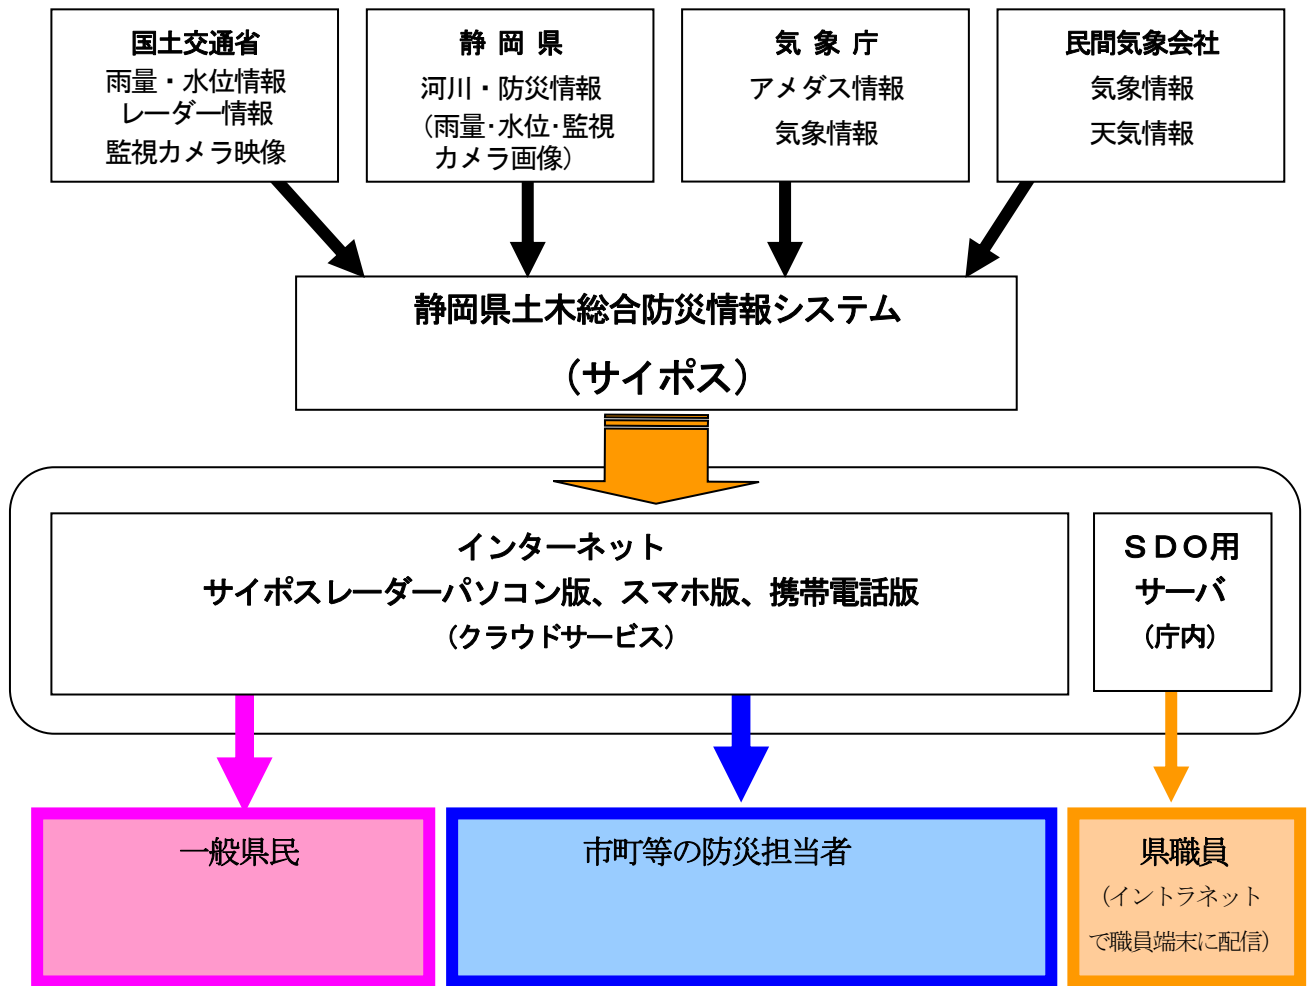 国土交通省
雨量・水位情報
レーダー情報
監視カメラ映像
静 岡 県
河川・防災情報
（雨量･水位･監視
カメラ画像）
気 象 庁
アメダス情報
気象情報
民間気象会社
気象情報
天気情報
静岡県土木総合防災情報システム
（サイポス）
インターネット
サイポスレーダーパソコン版、スマホ版、携帯電話版
（クラウドサービス）
ＳＤＯ用
サーバ
（庁内）
一般県民
市町等の防災担当者
県職員
（イントラネット
で職員端末に配信）